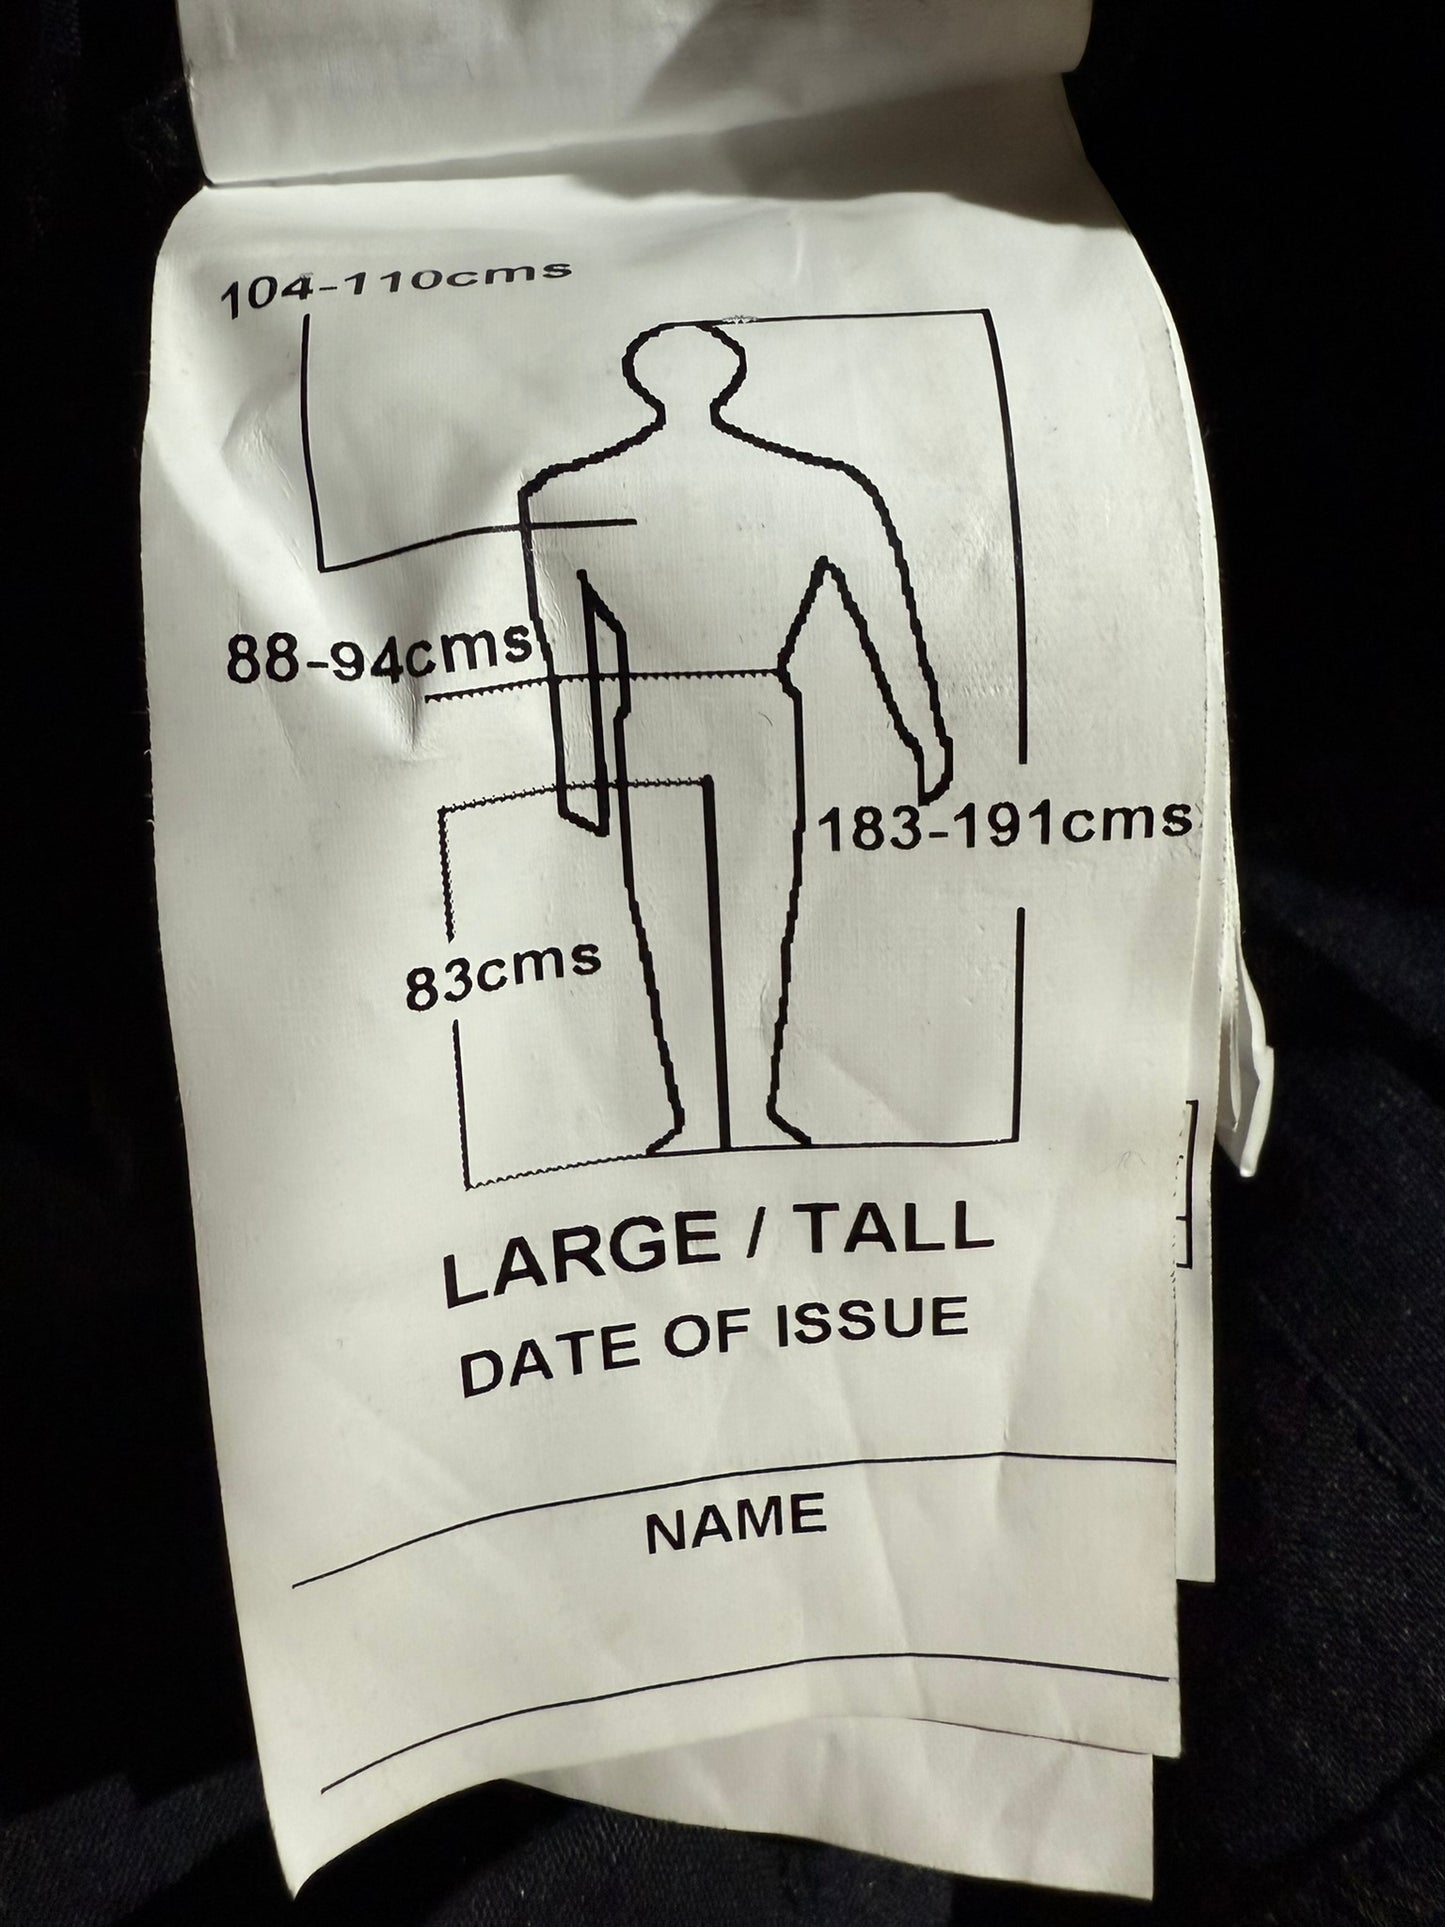 104-110cms
88-94cms
183-191cms
83cms
LARGE / TALL
DATE OF ISSUE
NAME